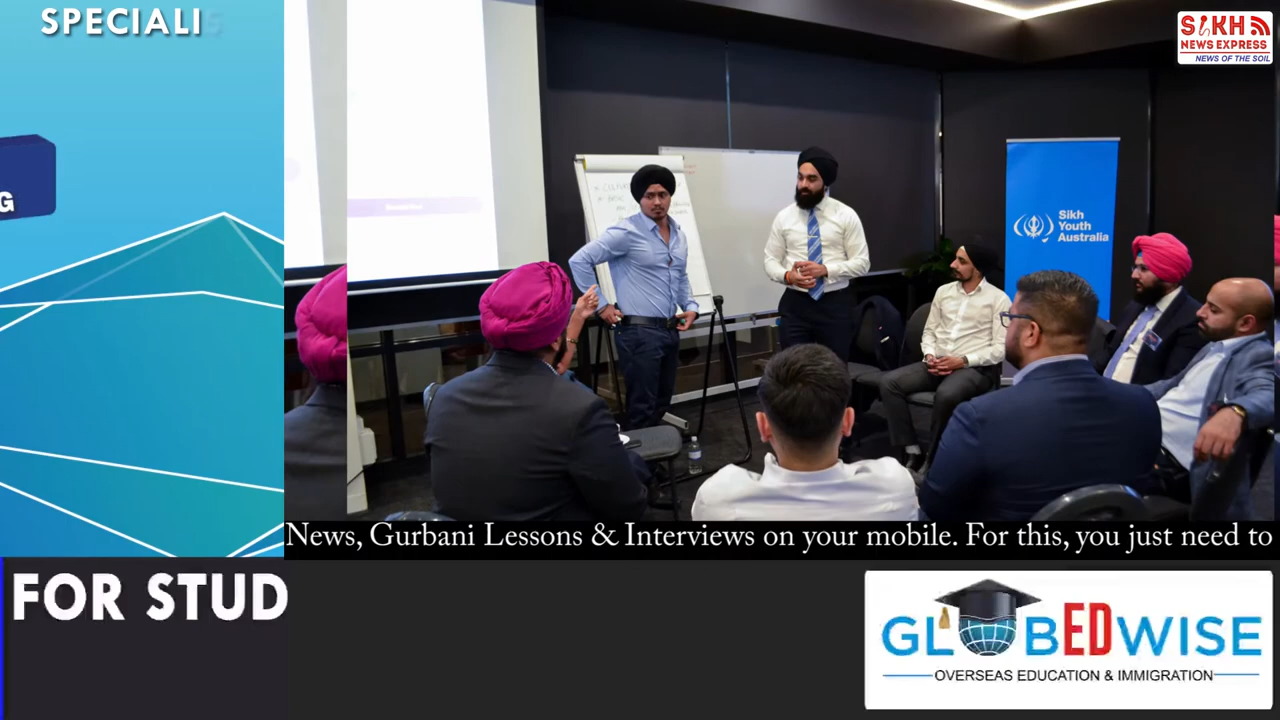 SPECIALIS
SIKH
NEWS EXPRESS
NEWS OF THE SOIL
G
Sikh
Youth
Australia
News, Gurbani Lessons & Interviews on your mobile. For this, you just need to
FOR STUD
GLOBEDWISE
OVERSEAS EDUCATION & IMMIGRATION